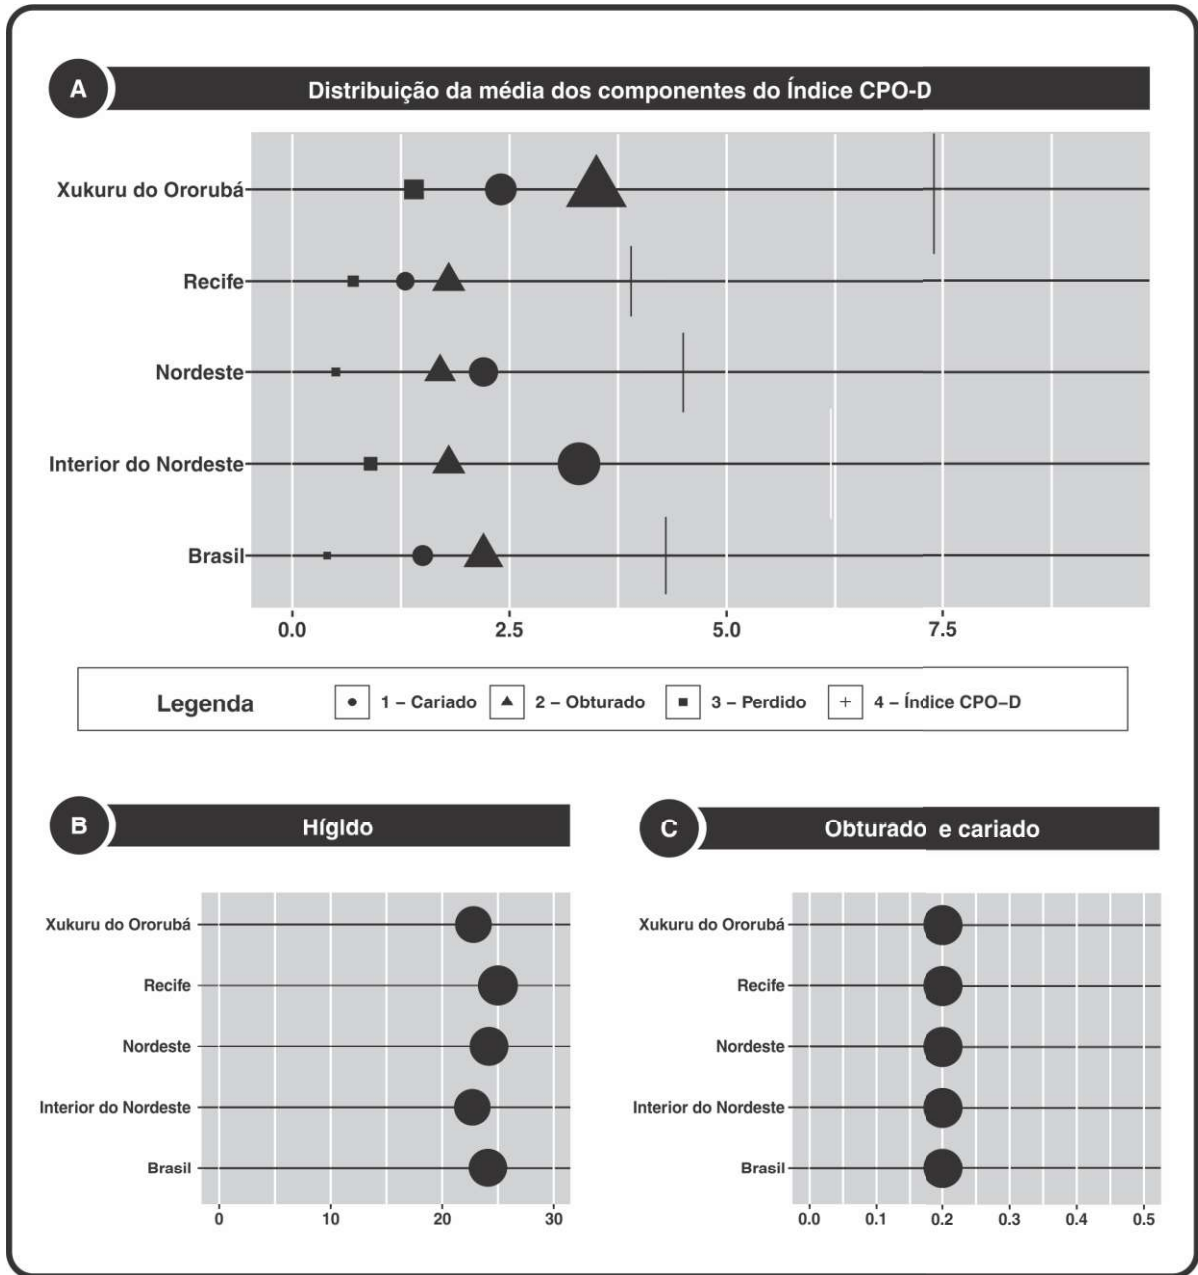 A
Distribuição da média dos componentes do Índice CPO-D
Xukuru do Ororubá
Recife
Nordeste
Interior do Nordeste
Brasil
0.0 2.5 5.0 7.5
Legenda 1 – Cariado 2 – Obturado 3 – Perdido 4 – Índice CPO–D
B
Hígido
Xukuru do Ororubá
Recife
Nordeste
Interior do Nordeste
Brasil
0 10 20 30
C
Obturado e cariado
Xukuru do Ororubá
Recife
Nordeste
Interior do Nordeste
Brasil
0.0 0.1 0.2 0.3 0.4 0.5